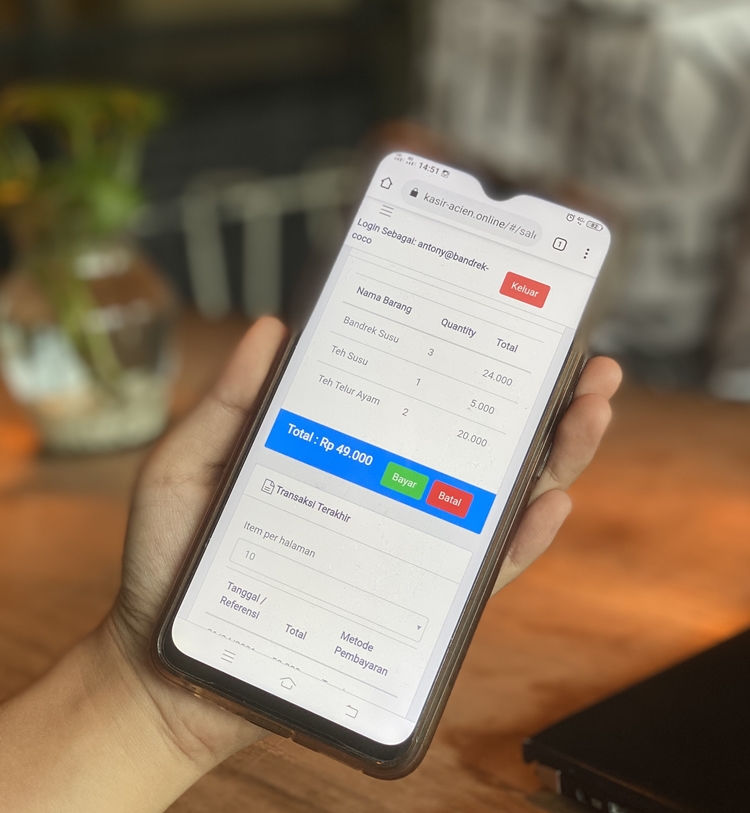 14:51
kasir-acien.online/#/sal
Login Sebagai: antony@bandrek-
coco
Keluar
Nama Barang Quantity Total
Bandrek Susu 3 24.000
Teh Susu 1 5.000
Teh Telur Ayam 2 20.000
Total : Rp 49.000 Bayar Batal
Transaksi Terakhir
Item per halaman
10
Tanggal /
Referensi
Total
Metode
Pembayaran